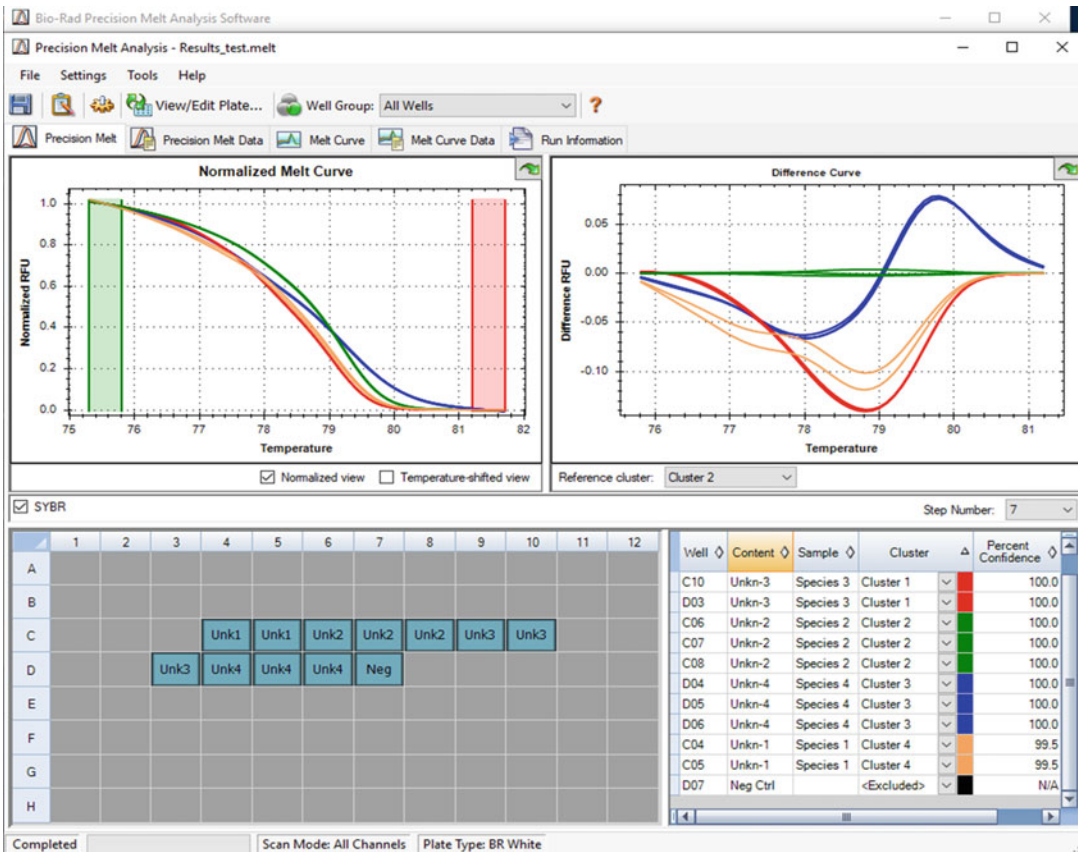 Bio-Rad Precision Melt Analysis Software
Precision Melt Analysis - Results_test.melt
File Settings Tools Help
View/Edit Plate... Well Group: All Wells ?
Precision Melt Precision Melt Data Melt Curve Melt Curve Data Run Information
Normalized Melt Curve
Normalized RFU
1.0
0.8
0.6
0.4
0.2
0.0
75 76 77 78 79 80 81 82
Temperature
Normalized view Temperature-shifted view
Difference Curve
Difference RFU
0.05
0.00
-0.05
-0.10
76 77 78 79 80 81
Temperature
Reference cluster: Cluster 2
SYBR Step Number: 7
1 2 3 4 5 6 7 8 9 10 11 12
A
B
C Unk1 Unk1 Unk2 Unk2 Unk2 Unk3 Unk3
D Unk3 Unk4 Unk4 Unk4 Neg
E
F
G
H
Well Content Sample Cluster Percent Confidence
C10 Unkn-3 Species 3 Cluster 1 100.0
D03 Unkn-3 Species 3 Cluster 1 100.0
C06 Unkn-2 Species 2 Cluster 2 100.0
C07 Unkn-2 Species 2 Cluster 2 100.0
C08 Unkn-2 Species 2 Cluster 2 100.0
D04 Unkn-4 Species 4 Cluster 3 100.0
D05 Unkn-4 Species 4 Cluster 3 100.0
D06 Unkn-4 Species 4 Cluster 3 100.0
C04 Unkn-1 Species 1 Cluster 4 99.5
C05 Unkn-1 Species 1 Cluster 4 99.5
D07 Neg Ctrl <Excluded> N/A
Completed Scan Mode: All Channels Plate Type: BR White